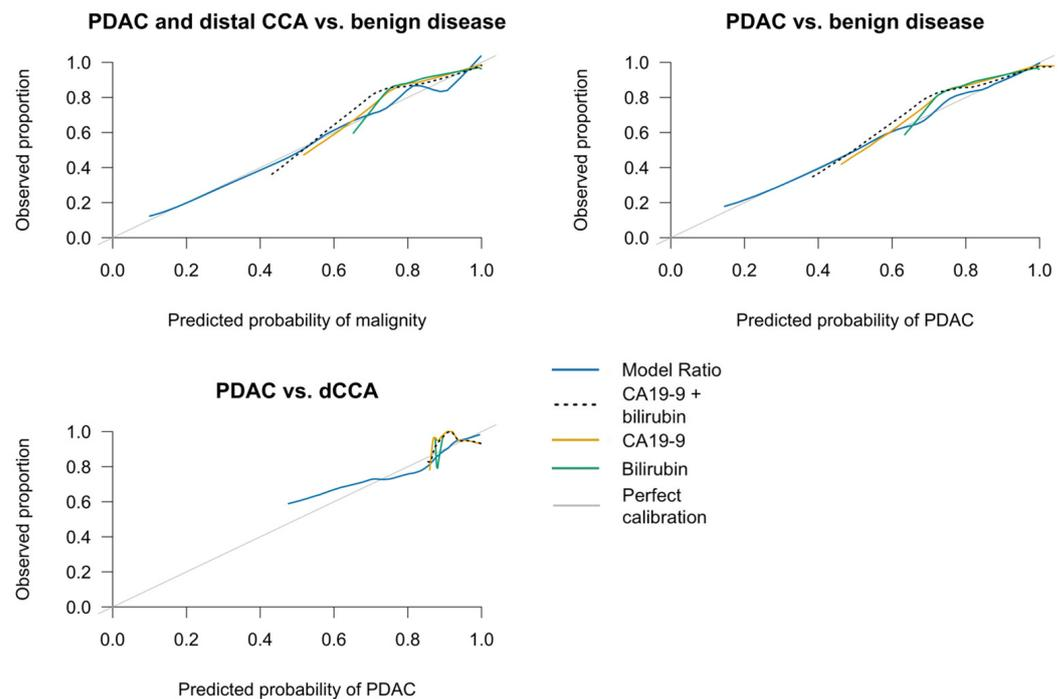 PDAC and distal CCA vs. benign disease
Observed proportion
1.0
0.8
0.6
0.4
0.2
0.0
0.0 0.2 0.4 0.6 0.8 1.0
Predicted probability of malignity
PDAC vs. benign disease
Observed proportion
1.0
0.8
0.6
0.4
0.2
0.0
0.0 0.2 0.4 0.6 0.8 1.0
Predicted probability of PDAC
PDAC vs. dCCA
Observed proportion
1.0
0.8
0.6
0.4
0.2
0.0
0.0 0.2 0.4 0.6 0.8 1.0
Predicted probability of PDAC
Model Ratio
CA19-9 +
bilirubin
CA19-9
Bilirubin
Perfect
calibration